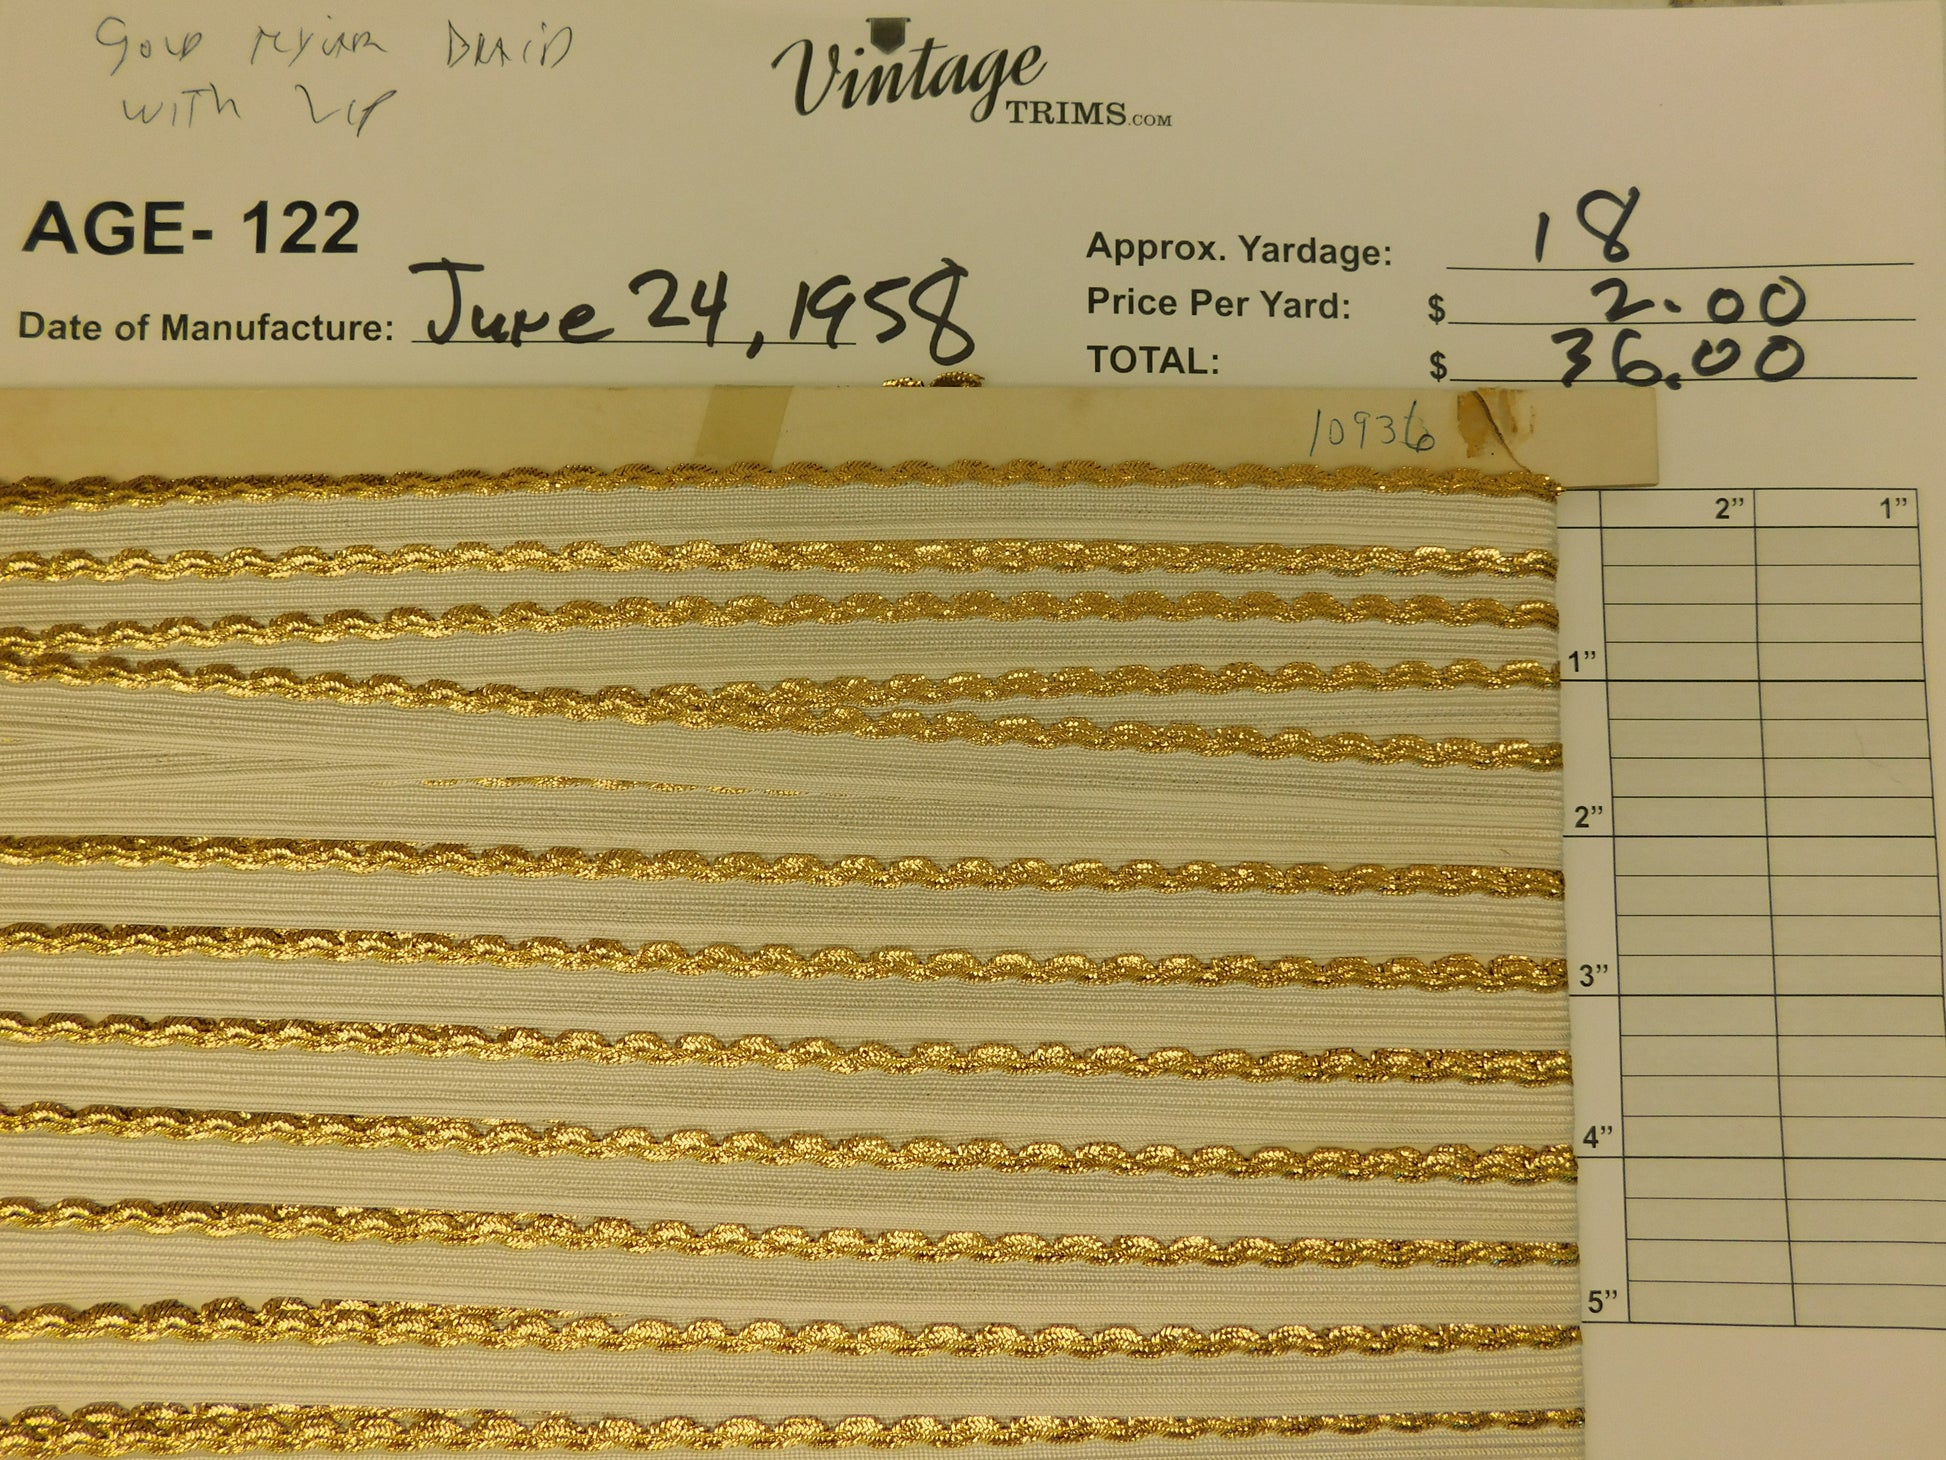 Gold Mylar Braid
with Lip
Vintage
TRIMS.COM
AGE- 122
Date of Manufacture: June 24, 1958
Approx. Yardage: 18
Price Per Yard: $ 2.00
TOTAL: $ 36.00
10936
2” 1”
1”
2”
3”
4”
5”